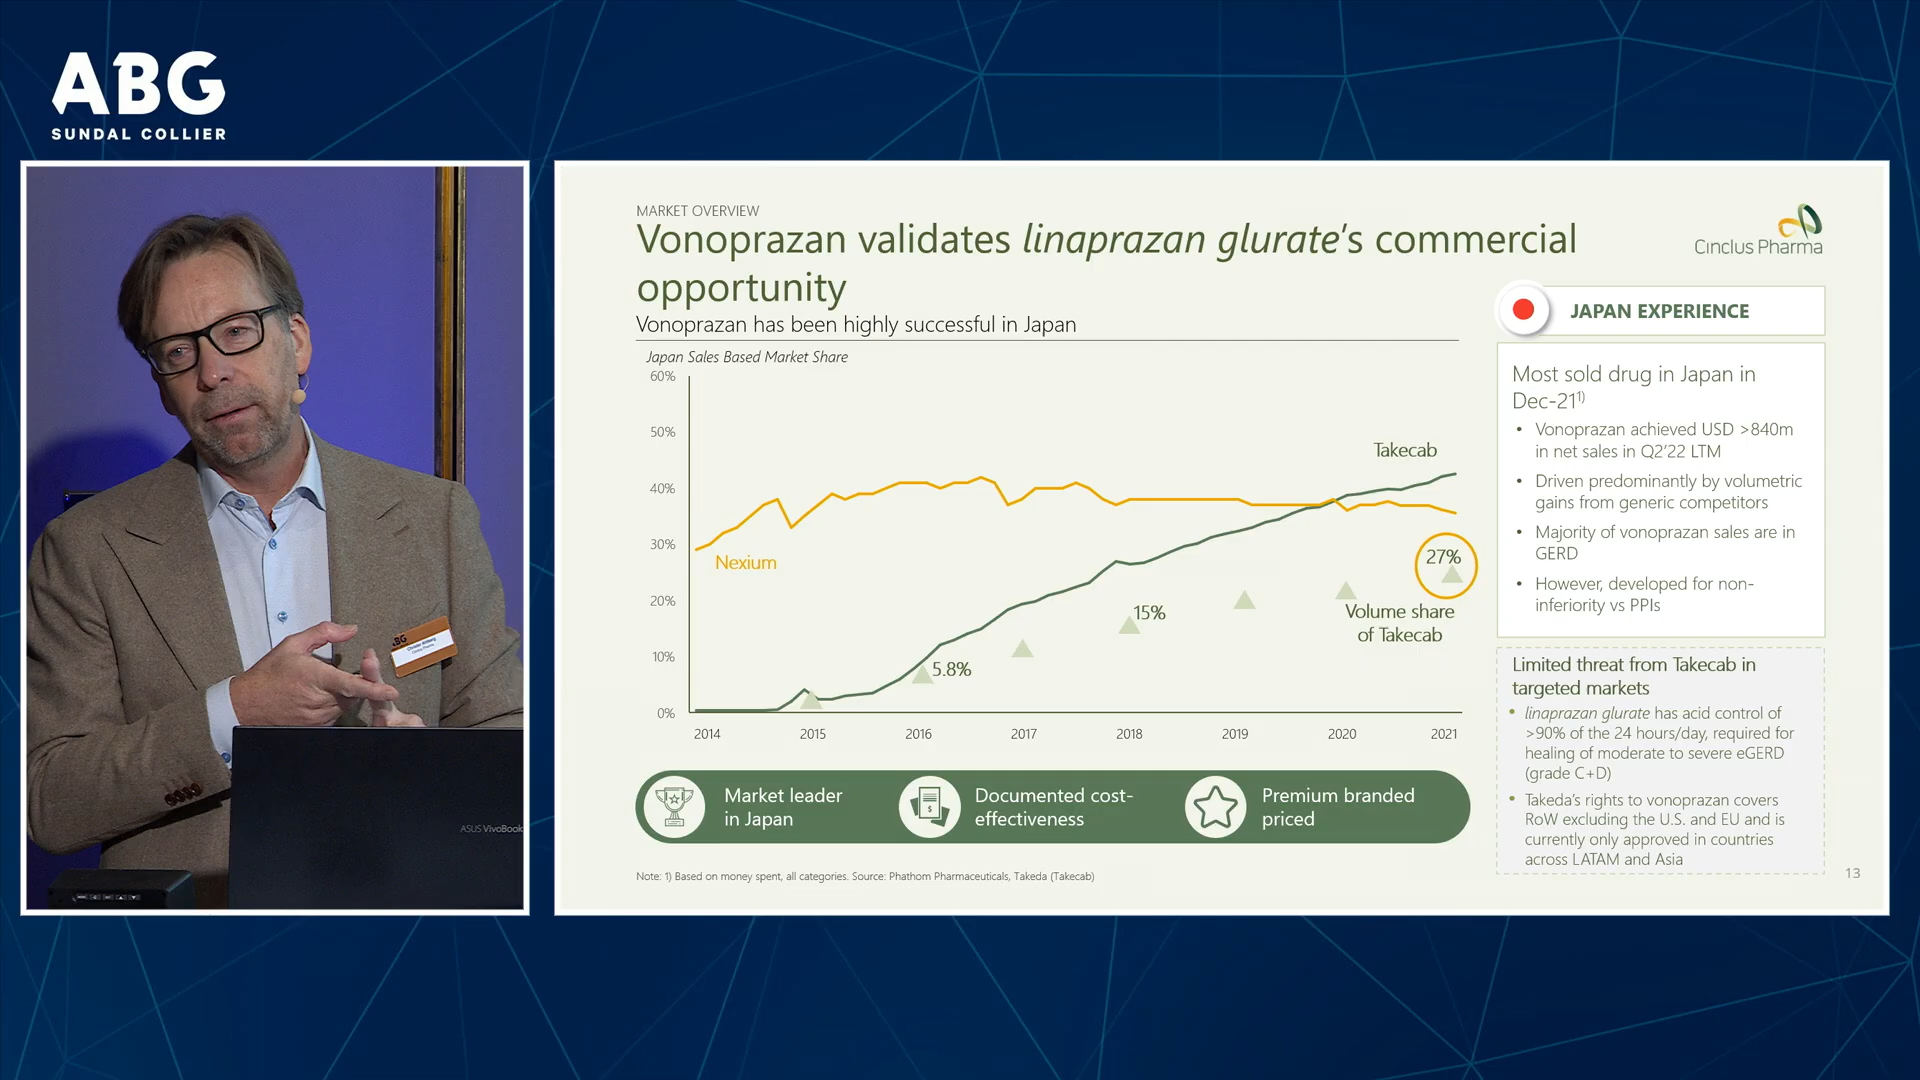 ABG
SUNDAL COLLIER
MARKET OVERVIEW
Vonoprazan validates linaprazan glurate's commercial
opportunity
Vonoprazan has been highly successful in Japan
Cinclus Pharma
Japan Sales Based Market Share
60%
50%
40%
30%
20%
10%
0%
Nexium
Takecab
5.8%
15%
27%
Volume share
of Takecab
2014
2015
2016
2017
2018
2019
2020
2021
Market leader
in Japan
Documented cost-
effectiveness
Premium branded
priced
Note: 1) Based on money spent, all categories. Source: Phathom Pharmaceuticals, Takeda (Takecab)
JAPAN EXPERIENCE
Most sold drug in Japan in
Dec-21¹⁾
• Vonoprazan achieved USD >840m
in net sales in Q2'22 LTM
• Driven predominantly by volumetric
gains from generic competitors
• Majority of vonoprazan sales are in
GERD
• However, developed for non-
inferiority vs PPIs
Limited threat from Takecab in
targeted markets
• linaprazan glurate has acid control of
>90% of the 24 hours/day, required for
healing of moderate to severe eGERD
(grade C+D)
• Takeda's rights to vonoprazan covers
RoW excluding the U.S. and EU and is
currently only approved in countries
across LATAM and Asia
13
ABG
ASUS VivoBook